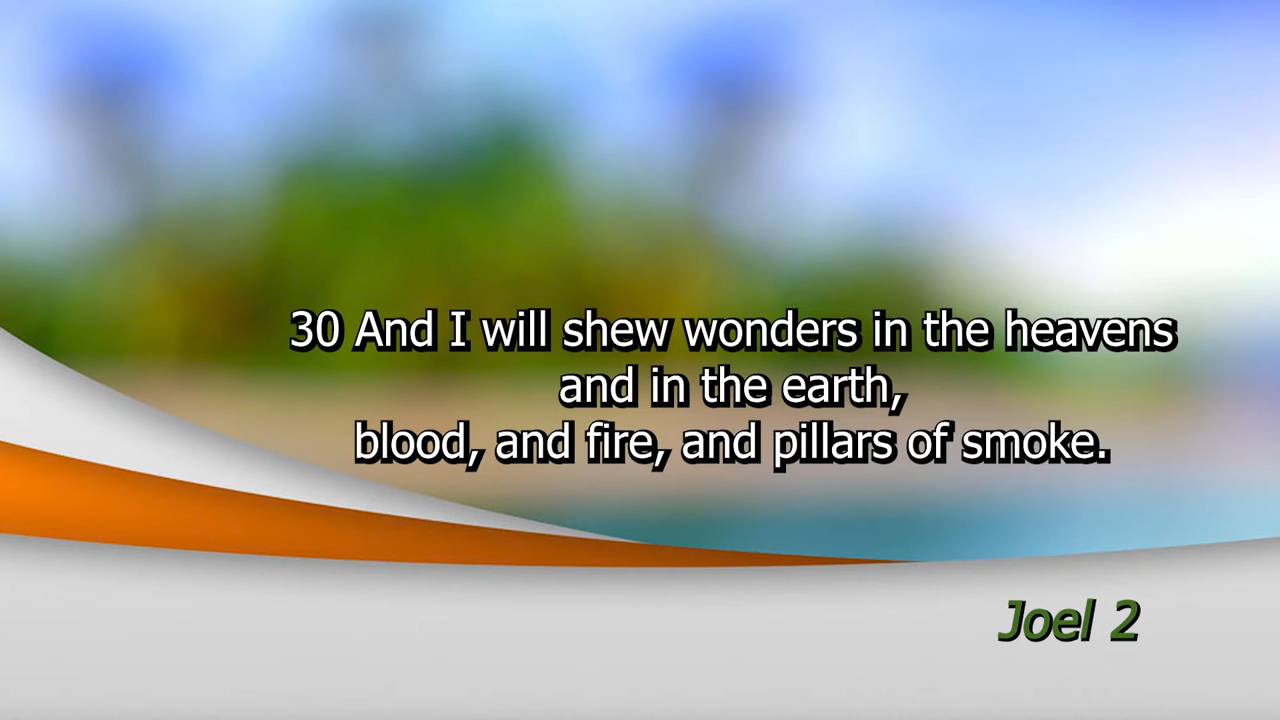 30 And I will shew wonders in the heavens
and in the earth,
blood, and fire, and pillars of smoke.
Joel 2